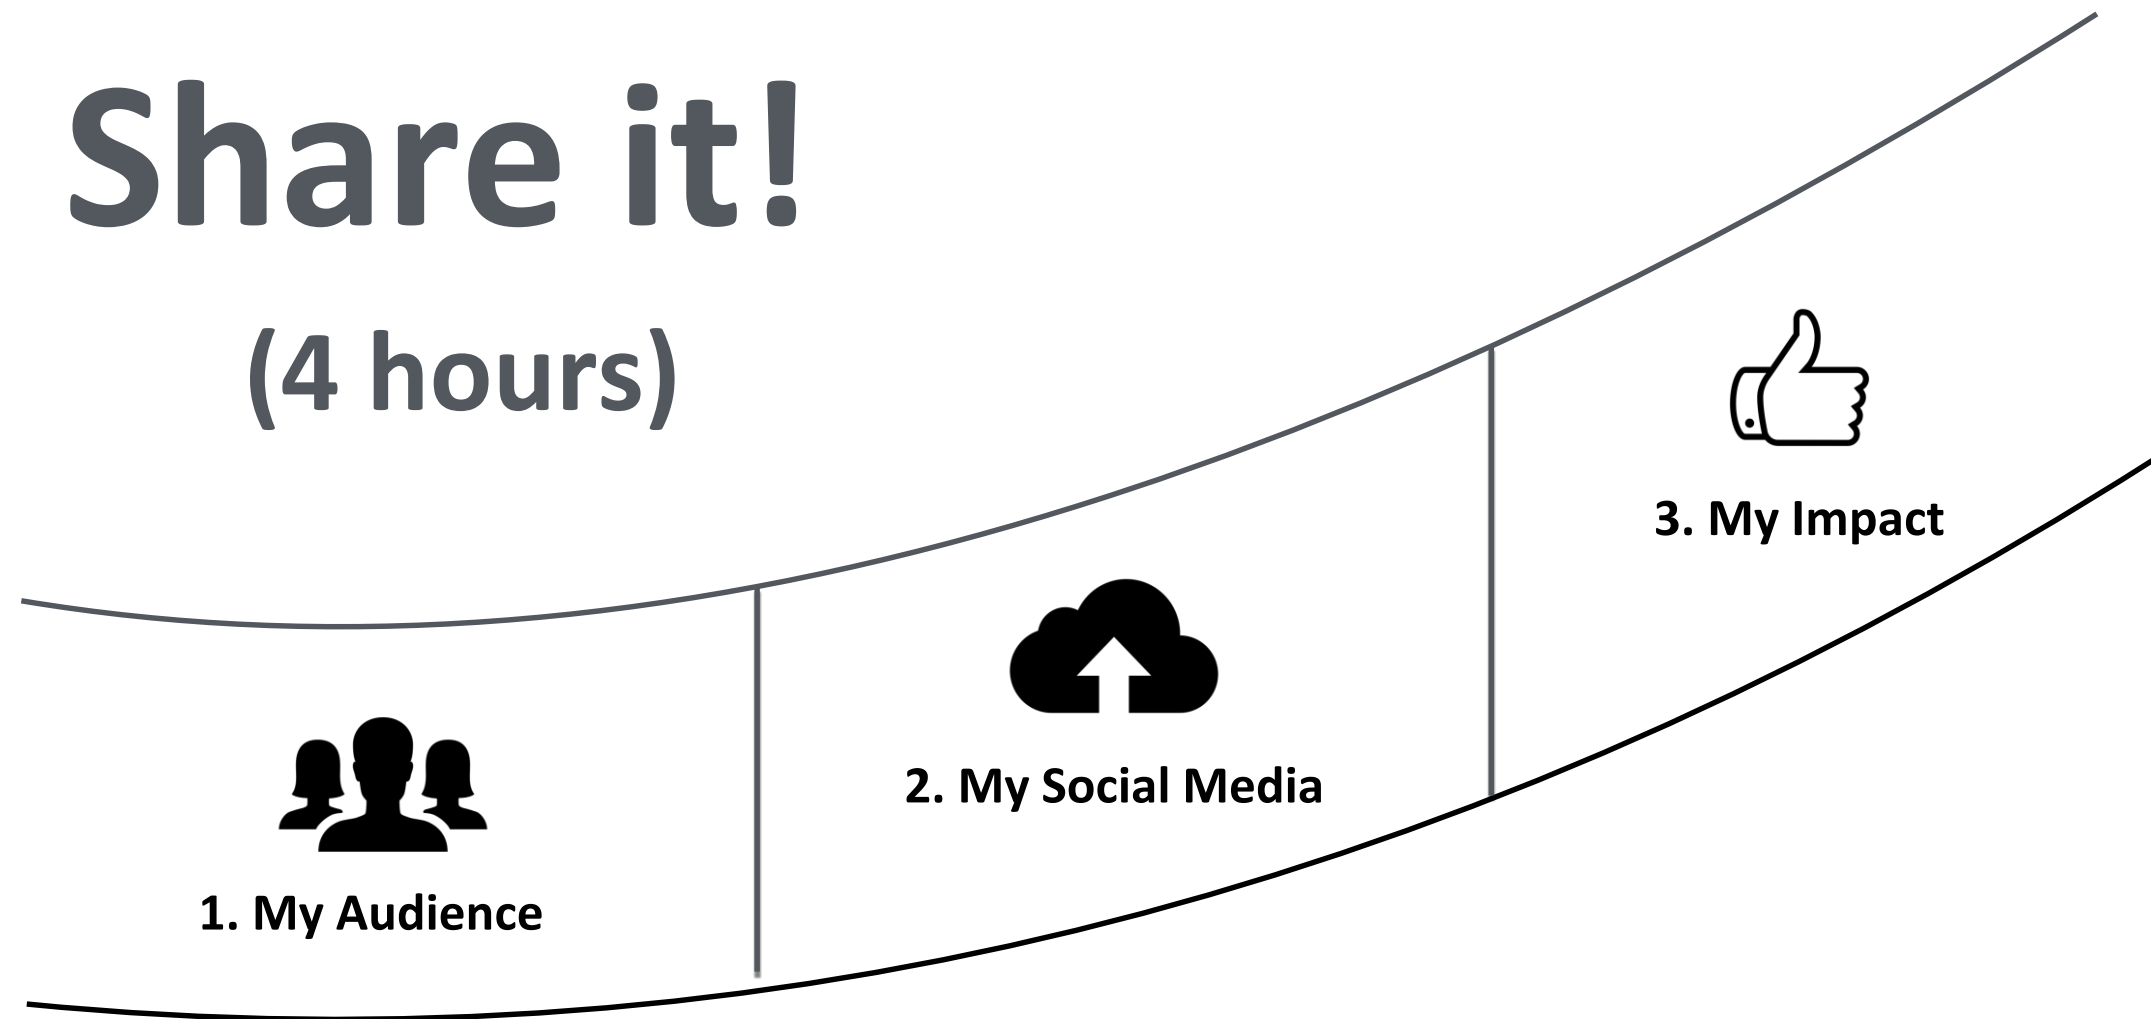 Share it!
(4 hours)
1. My Audience
2. My Social Media
3. My Impact